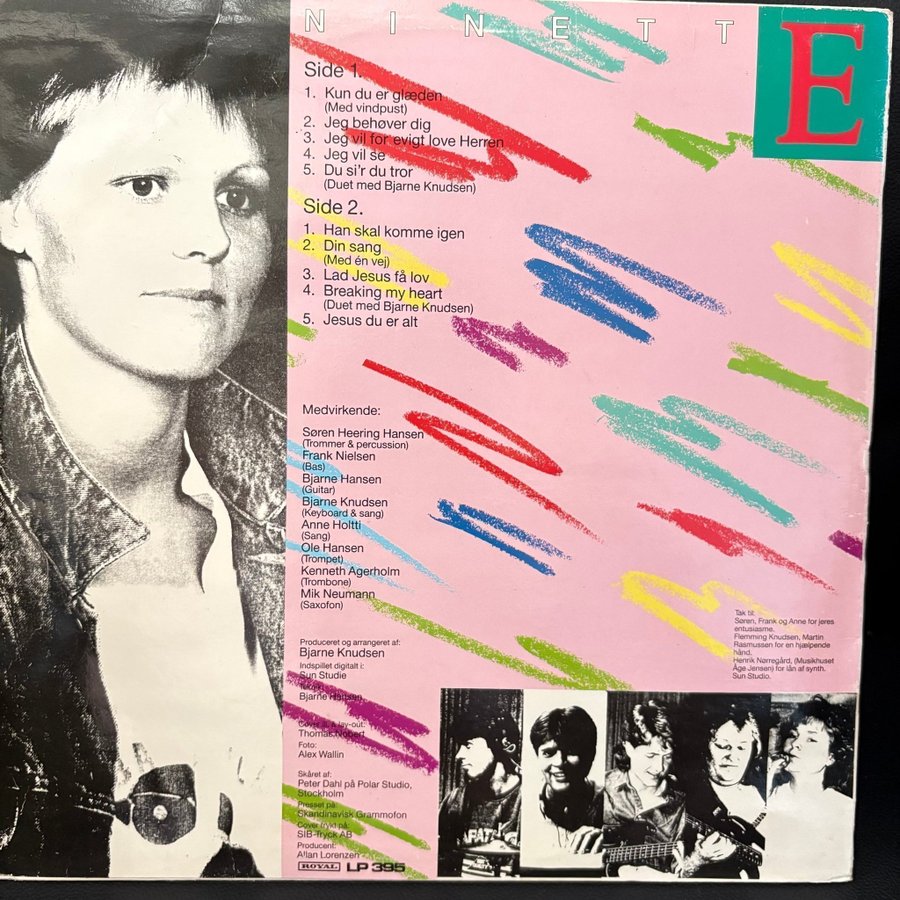 NINETTE
Side 1.
1. Kun du er glæden
(Med vindpust)
2. Jeg behøver dig
3. Jeg vil for evigt love Herren
4. Jeg vil se
5. Du si'r du tror
(Duet med Bjarne Knudsen)
Side 2.
1. Han skal komme igen
2. Din sang
(Med én vej)
3. Lad Jesus få lov
4. Breaking my heart
(Duet med Bjarne Knudsen)
5. Jesus du er alt
Medvirkende:
Søren Heering Hansen
(Trommer & percussion)
Frank Nielsen
(Bas)
Bjarne Hansen
(Guitar)
Bjarne Knudsen
(Keyboard & sang)
Anne Holtti
(Sang)
Ole Hansen
(Trompet)
Kenneth Agerholm
(Trombone)
Mik Neumann
(Saxofon)
Produceret og arrangeret af:
Bjarne Knudsen
Indspillet digitalt i:
Sun Studie
Bjarne Hansen
Cover ill. & lay-out:
Thomas Nobert
Foto:
Alex Wallin
Skåret af:
Peter Dahl på Polar Studio,
Stockholm
Presset på:
Skandinavisk Grammofon
Cover trykt på:
SIB-Tryck AB
Producent:
Allan Lorenzen
ROYAL LP 395
Tak til:
Søren, Frank og Anne for jeres
entusiasme.
Flemming Knudsen, Martin
Rasmussen for en hjælpende
hånd.
Henrik Nørregård, (Musikhuset
Åge Jensen) for lån af synth.
Sun Studio.